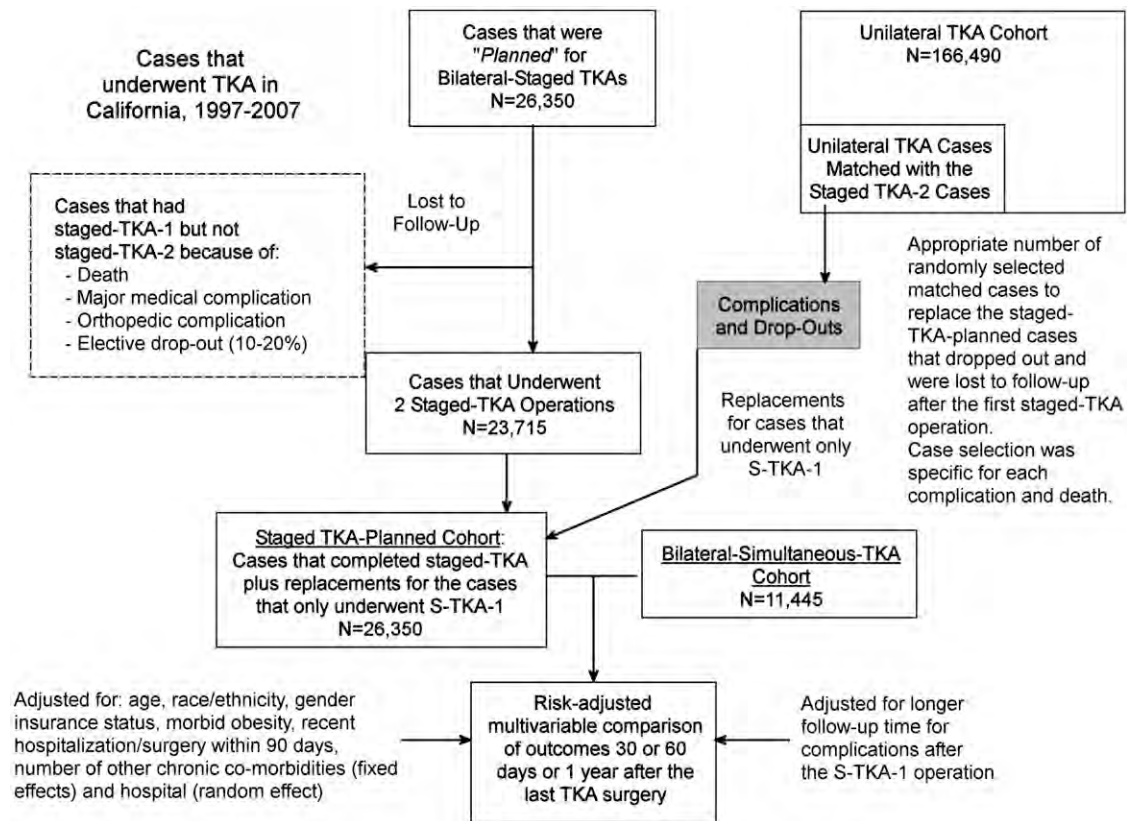 Cases that
underwent TKA in
California, 1997-2007
Cases that were
"Planned" for
Bilateral-Staged TKAs
N=26,350
Unilateral TKA Cohort
N=166,490
Unilateral TKA Cases
Matched with the
Staged TKA-2 Cases
Lost to
Follow-Up
Cases that had
staged-TKA-1 but not
staged-TKA-2 because of:
- Death
- Major medical complication
- Orthopedic complication
- Elective drop-out (10-20%)
Complications
and Drop-Outs
Appropriate number of
randomly selected
matched cases to
replace the staged-
TKA-planned cases
that dropped out and
were lost to follow-up
after the first staged-TKA
operation.
Case selection was
specific for each
complication and death.
Cases that Underwent
2 Staged-TKA Operations
N=23,715
Replacements
for cases that
underwent only
S-TKA-1
Staged TKA-Planned Cohort:
Cases that completed staged-TKA
plus replacements for the cases
that only underwent S-TKA-1
N=26,350
Bilateral-Simultaneous-TKA
Cohort
N=11,445
Adjusted for: age, race/ethnicity, gender
insurance status, morbid obesity, recent
hospitalization/surgery within 90 days,
number of other chronic co-morbidities (fixed
effects) and hospital (random effect)
Risk-adjusted
multivariable comparison
of outcomes 30 or 60
days or 1 year after the
last TKA surgery
Adjusted for longer
follow-up time for
complications after
the S-TKA-1 operation